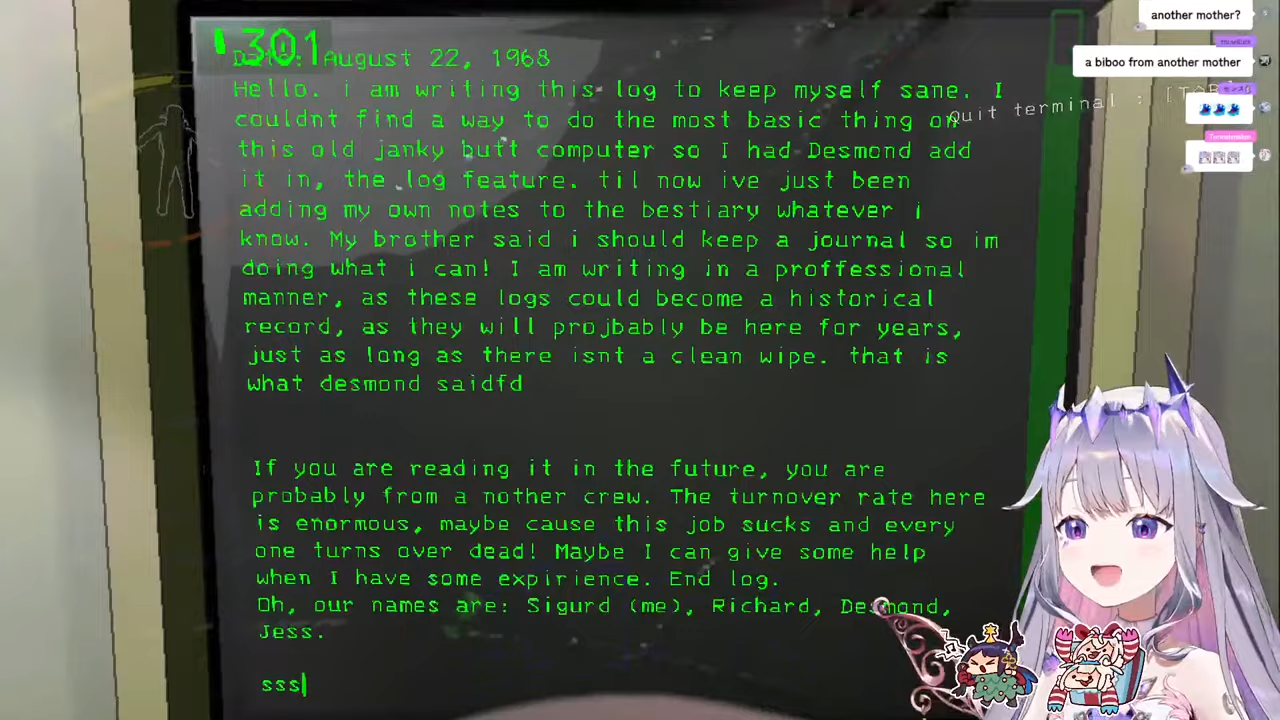 301
August 22, 1968
Hello. i am writing this log to keep myself sane. I
couldnt find a way to do the most basic thing on
this old janky butt computer so I had Desmond add
it in, the log feature. til now ive just been
adding my own notes to the bestiary whatever i
know. My brother said i should keep a journal so im
doing what i can! I am writing in a proffessional
manner, as these logs could become a historical
record, as they will projbably be here for years,
just as long as there isnt a clean wipe. that is
what desmond saidfd
If you are reading it in the future, you are
probably from a nother crew. The turnover rate here
is enormous, maybe cause this job sucks and every
one turns over dead! Maybe I can give some help
when I have some expirience. End log.
Oh, our names are: Sigurd (me), Richard, Desmond,
Jess.
sss
Quit terminal :
another mother?
a biboo from another mother